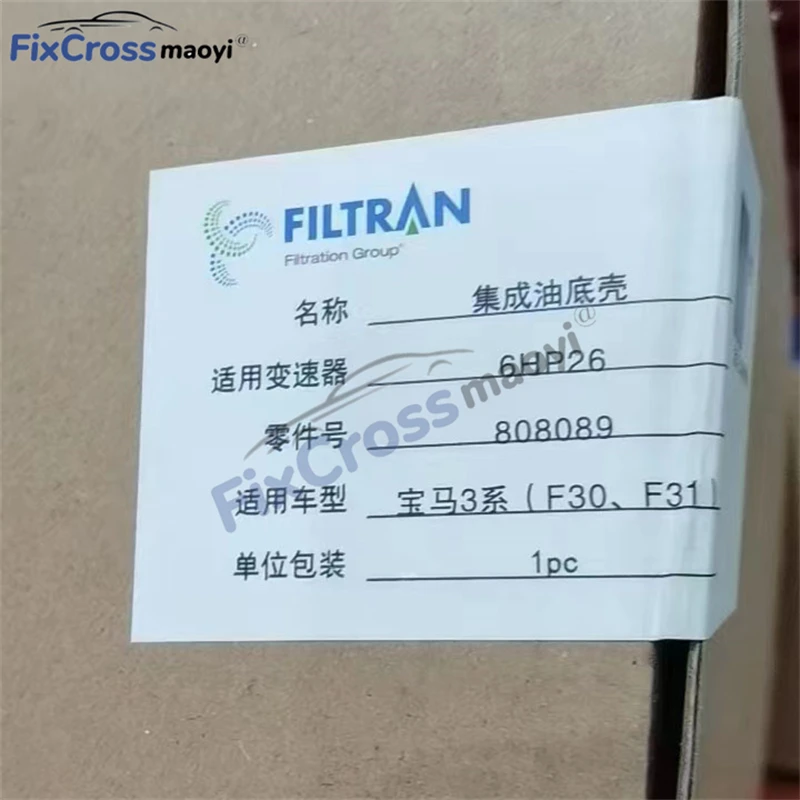 FixCross maoyi@
FILTRAN
Filtration Group®
名称 集成油底壳
适用变速器 6HP26
零件号 808089
适用车型 宝马3系（F30、F31）
单位包装 1pc
FixCross maoyi@